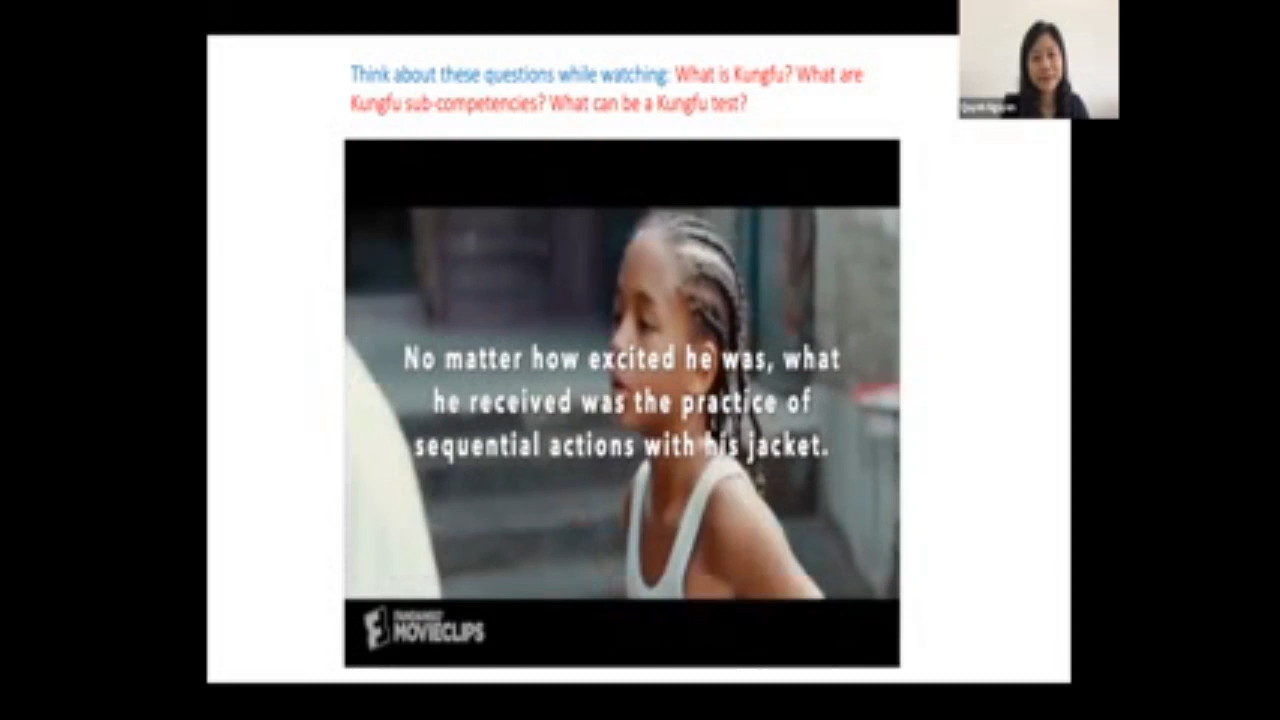 Think about these questions while watching: What is Kungfu? What are
Kungfu sub-competencies? What can be a Kungfu test?
No matter how excited he was, what
he received was the practice of
sequential actions with his jacket.
FANDANGO
MOVIECLIPS